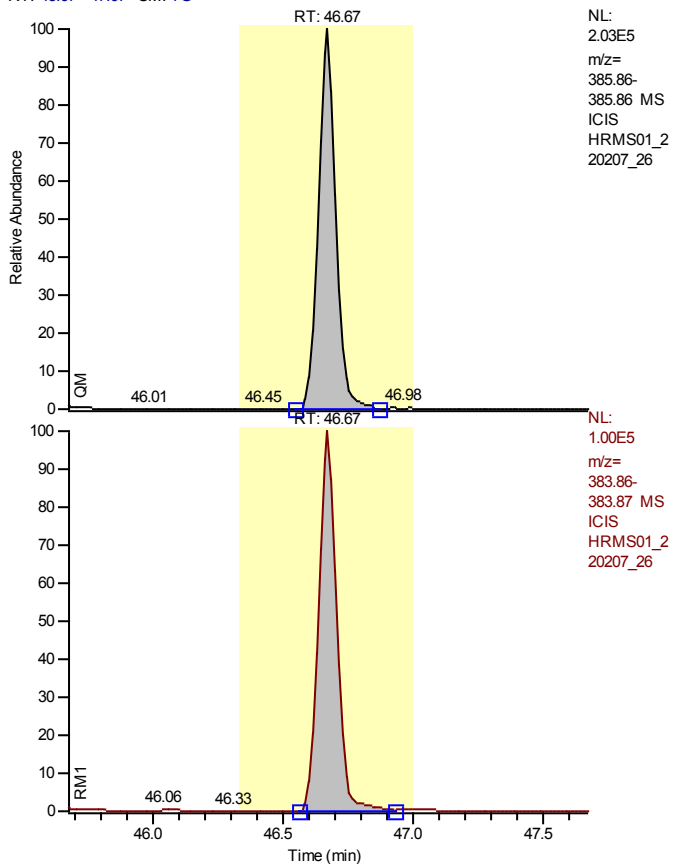 RT: 46.67
NL:
2.03E5
m/z=
385.86-
385.86 MS
ICIS
HRMS01_2
20207_26
100
90
80
70
60
50
40
30
20
10
0
Relative Abundance
QM
46.01
46.45
46.98
RT: 46.67
NL:
1.00E5
m/z=
383.86-
383.87 MS
ICIS
HRMS01_2
20207_26
100
90
80
70
60
50
40
30
20
10
0
RM1
46.06
46.33
46.0
46.5
47.0
47.5
Time (min)